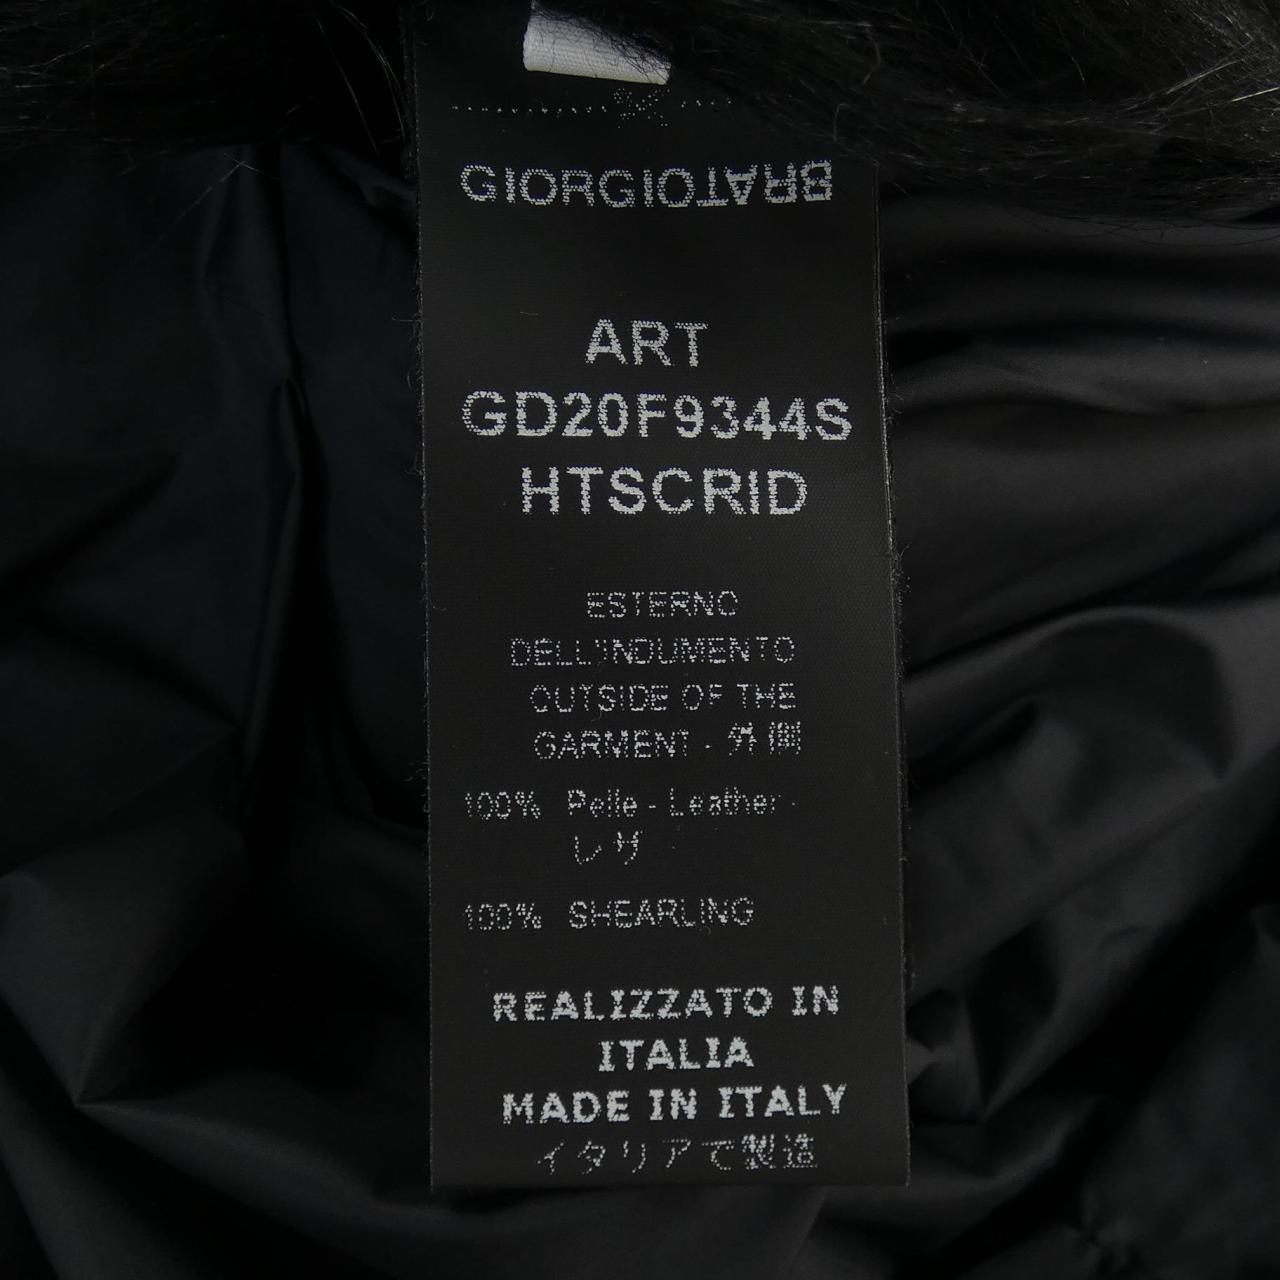 GIORGIOBRATO
ART
GD20F9344S
HTSCRID
ESTERNO
DELL'INDUMENTO
OUTSIDE OF THE
GARMENT - 外側
100% Pelle - Leather -
レザ
100% SHEARLING
REALIZZATO IN
ITALIA
MADE IN ITALY
イタリアで製造